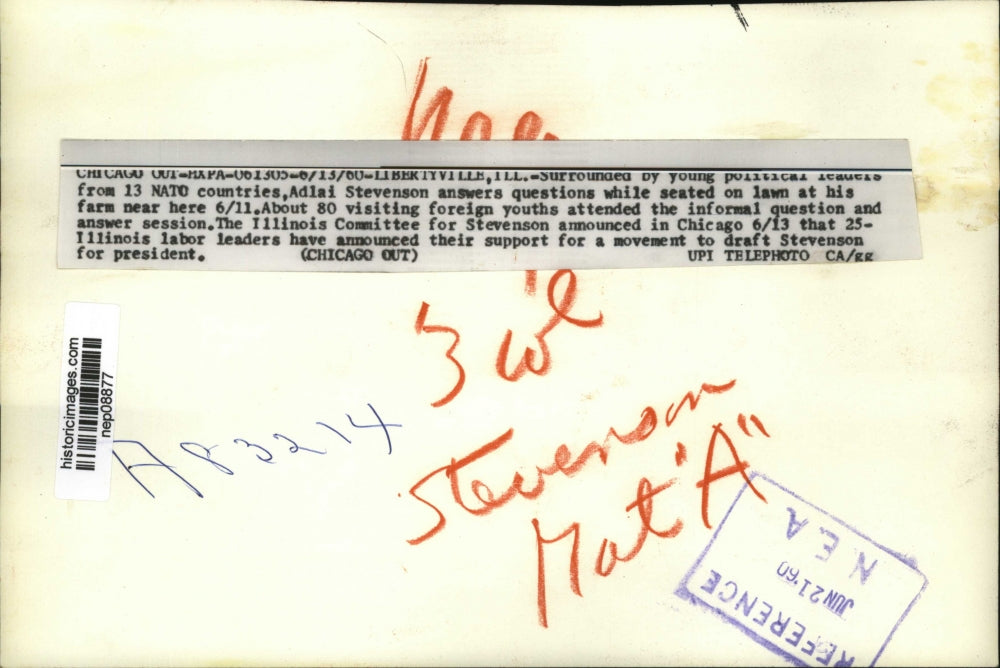 CHICAGO OUT-HXPA-061305-6/13/60-LIBERTYVILLE,ILL.-Surrounded by young political leaders
from 13 NATO countries,Adlai Stevenson answers questions while seated on lawn at his
farm near here 6/11.About 80 visiting foreign youths attended the informal question and
answer session.The Illinois Committee for Stevenson announced in Chicago 6/13 that 25-
Illinois labor leaders have announced their support for a movement to draft Stevenson
for president. (CHICAGO OUT) UPI TELEPHOTO CA/gg
historicimages.com
nep08877
A83214
3 col
Stevenson
Mat "A"
REFERENCE
JUN 21 '60
N E A